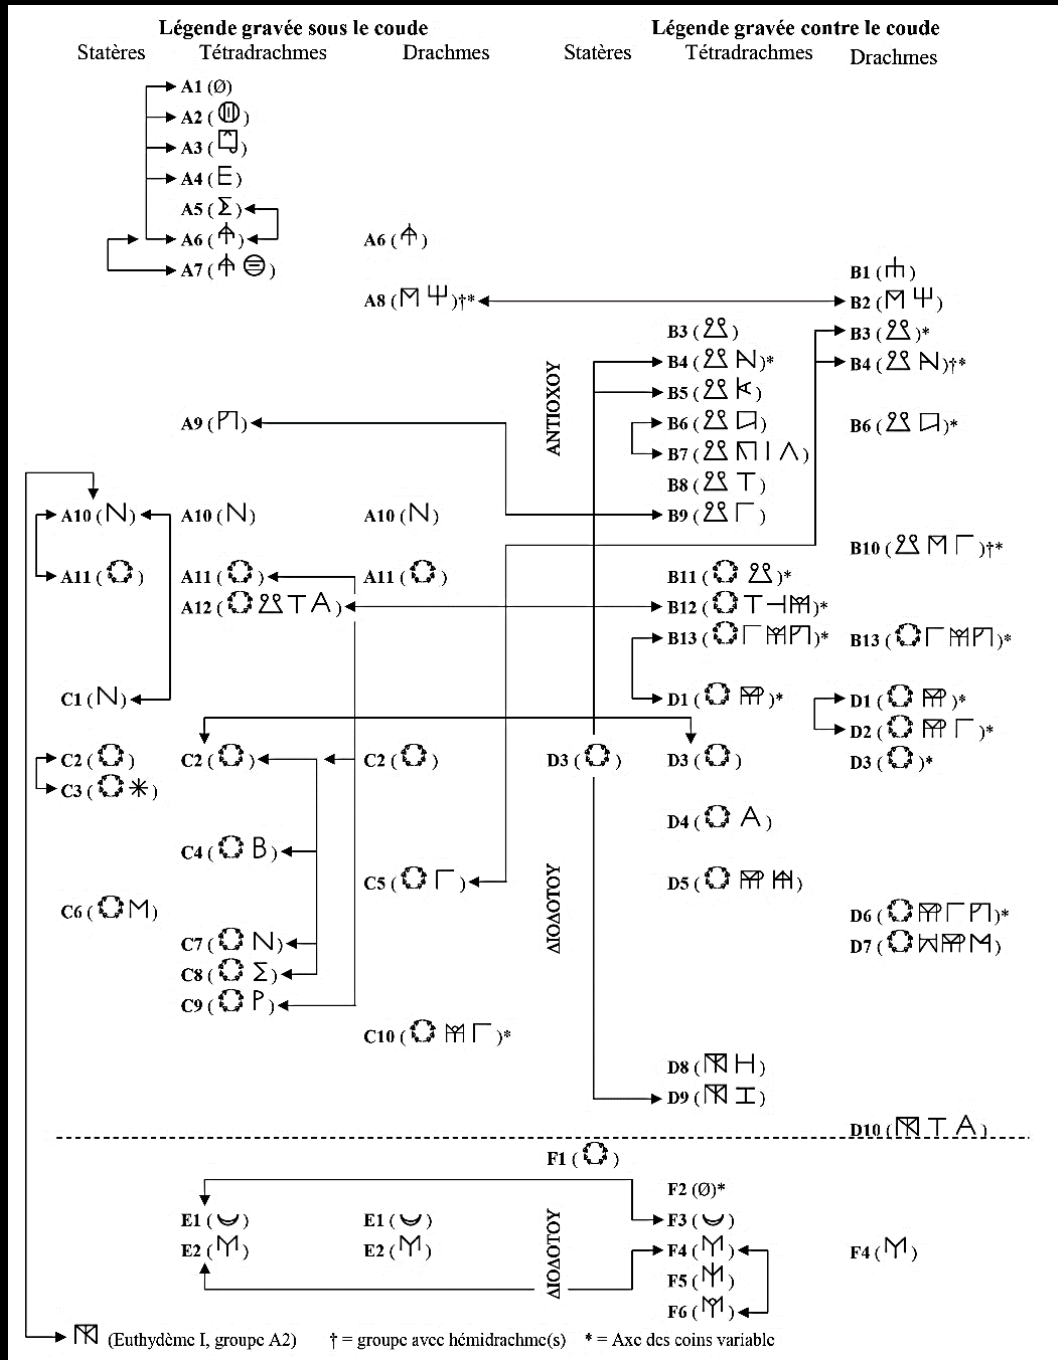 Légende gravée sous le coude Légende gravée contre le coude
Statères Tétradrachmes Drachmes Statères Tétradrachmes Drachmes
A1 (Ø)
A2 ( )
A3 ( )
A4 (E)
A5 (Σ)
A6 ( ) A6 ( )
A7 ( )
B1 ( )
A8 ( )†* B2 ( )
B3 ( ) B3 ( )*
B4 ( N)* B4 ( )†*
ΑΝΤΙΟΧΟΥ
B5 ( )
A9 ( ) B6 ( ) B6 ( )*
B7 ( Ι Λ)
B8 ( T)
A10 (N) A10 (N) A10 (N) B9 ( Γ)
B10 ( M Γ)†*
A11 ( ) A11 ( ) A11 ( ) B11 ( )*
A12 ( T A) B12 ( T )*
B13 ( Γ )* B13 ( Γ )*
C1 (N) D1 ( )* D1 ( )*
D2 ( Γ)*
C2 ( ) C2 ( ) C2 ( ) D3 ( ) D3 ( ) D3 ( )*
C3 ( )
D4 ( A)
C4 ( B)
C5 ( Γ) D5 ( )
ΔΙΟΔΟΤΟΥ
C6 ( M) D6 ( Γ )*
C7 ( N) D7 ( )
C8 ( Σ)
C9 ( P)
C10 ( Γ)*
D8 ( H)
D9 ( I)
D10 ( T A)
F1 ( )
F2 (Ø)*
E1 ( ) E1 ( ) F3 ( )
ΔΙΟΔΟΤΟΥ
E2 ( ) E2 ( ) F4 ( ) F4 ( )
F5 ( )
F6 ( )
(Euthydème I, groupe A2) † = groupe avec hémidrachme(s) * = Axe des coins variable